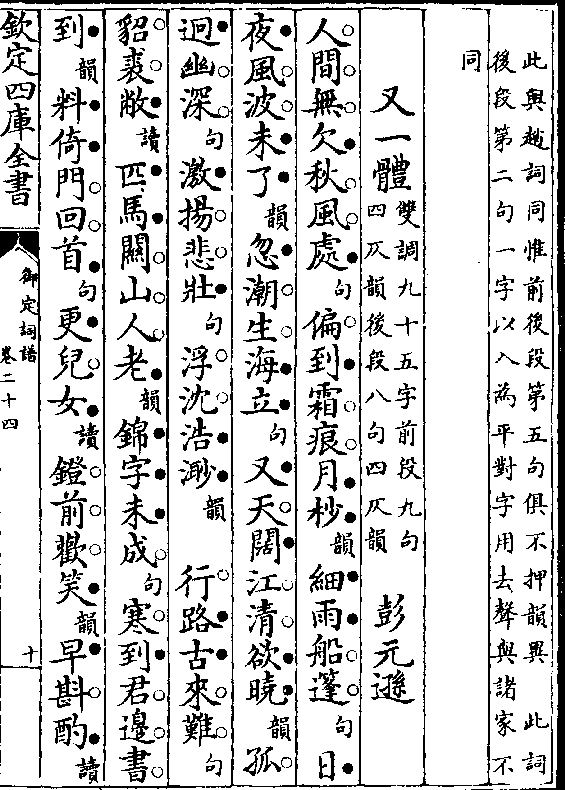 此與趙詞同惟前後段第五句俱不押韻異　此詞
後段第二句一字以入為平對字用去聲與諸家不
同
又一體
雙調九十五字前段九句
四仄韻後段八句四仄韻
彭元遜
人間無欠秋風處句偏到霜痕月杪韻細雨船蓬句日
夜風波未了韻忽潮生海立句又天闊江清欲曉韻孤
迥幽深句激揚悲壯句浮沈浩渺韻　行路古來難句
貂裘敝讀匹馬關山人老韻錦字未成句寒到君邊書
到韻料倚門回首句更兒女讀鐙前歡笑韻早斟酌讀
欽定四庫全書
御定詞譜
卷二十四
十